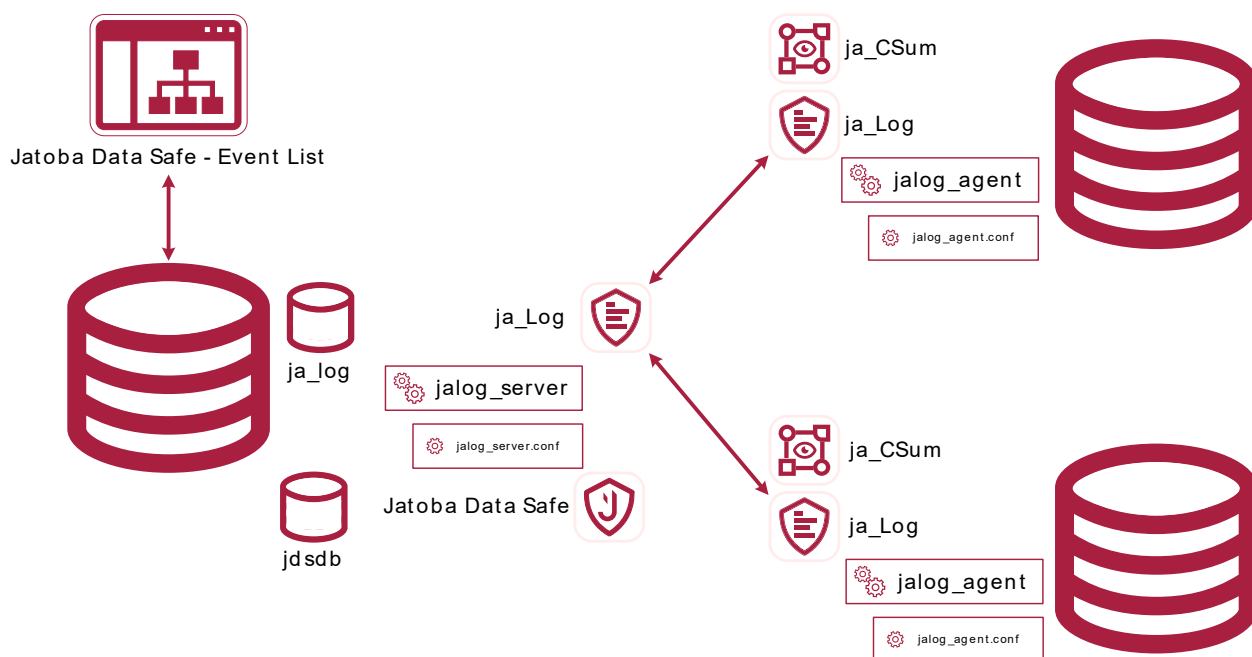 Jatoba Data Safe - Event List
ja_log
jdsdb
ja_Log
jalog_server
jalog_server.conf
Jatoba Data Safe
ja_CSum
ja_Log
jalog_agent
jalog_agent.conf
ja_CSum
ja_Log
jalog_agent
jalog_agent.conf